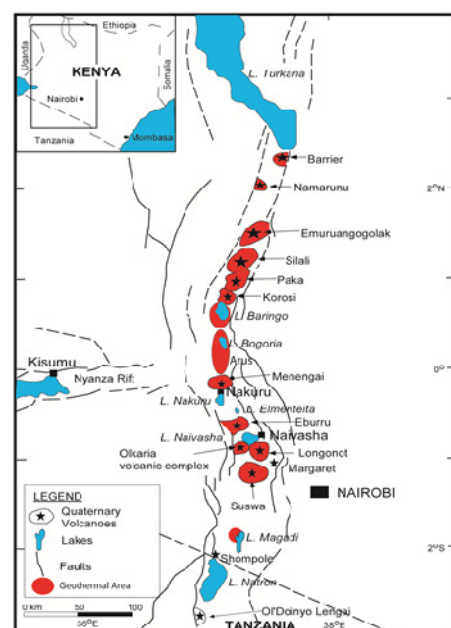 Ethiopia
Uganda
KENYA
Somalia
Nairobi
Mombasa
Tanzania
L. Turkana
Barrier
Namarunu
2°N
Emuruangogolak
Silali
Paka
Korosi
L. Baringo
L. Bogoria
Arus
Kisumu
Nyanza Rift
0°
Menengai
Nakuru
L. Nakuru
L. Elmenteita
Eburru
L. Naivasha
Naivasha
Olkaria
volcanic complex
Longonot
Margaret
Suswa
NAIROBI
LEGEND
Quaternary
Volcanoes
Lakes
Faults
Geothermal Area
0 KM 50 100
L. Magadi
2°S
Shompole
L. Natron
Ol'Doinyo Lengai
36°E
TANZANIA
38°E